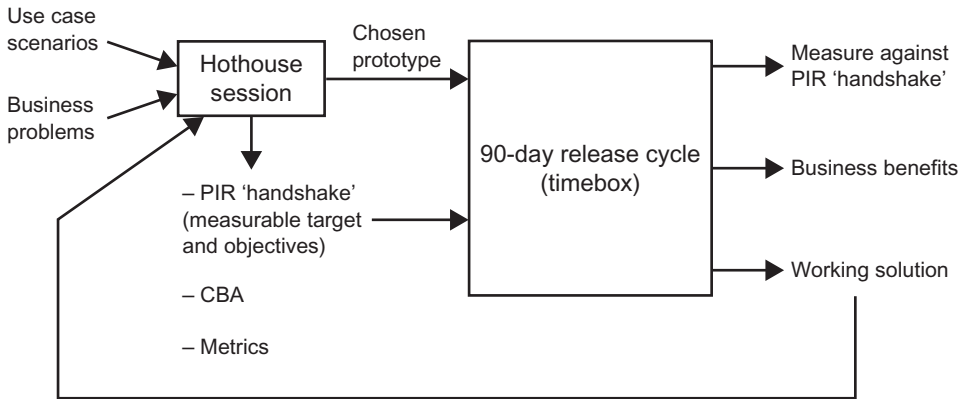 Use case
scenarios
Business
problems
Hothouse
session
Chosen
prototype
– PIR ‘handshake’
(measurable target
and objectives)
– CBA
– Metrics
90-day release cycle
(timebox)
Measure against
PIR ‘handshake’
Business benefits
Working solution